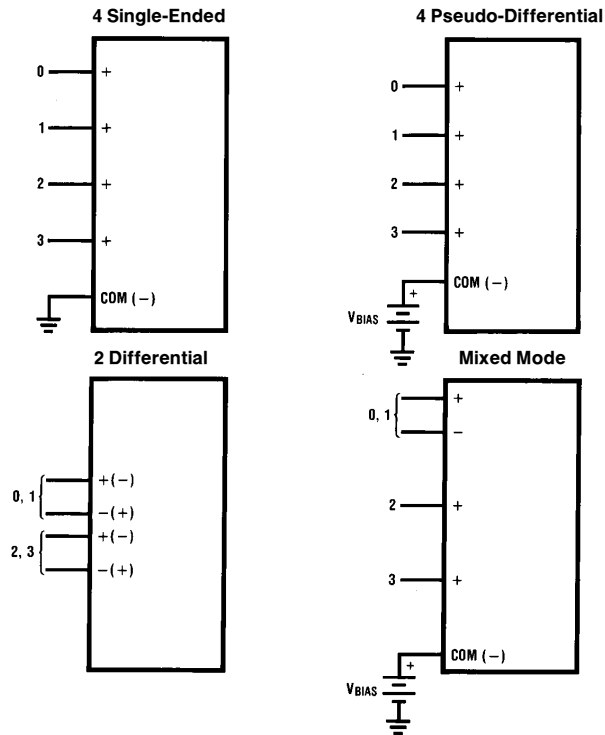 4 Single-Ended
0 +
1 +
2 +
3 +
COM (−)
4 Pseudo-Differential
0 +
1 +
2 +
3 +
COM (−)
+
VBIAS
2 Differential
0, 1
+(−)
−(+)
2, 3
+(−)
−(+)
Mixed Mode
0, 1
+
−
2 +
3 +
COM (−)
+
VBIAS